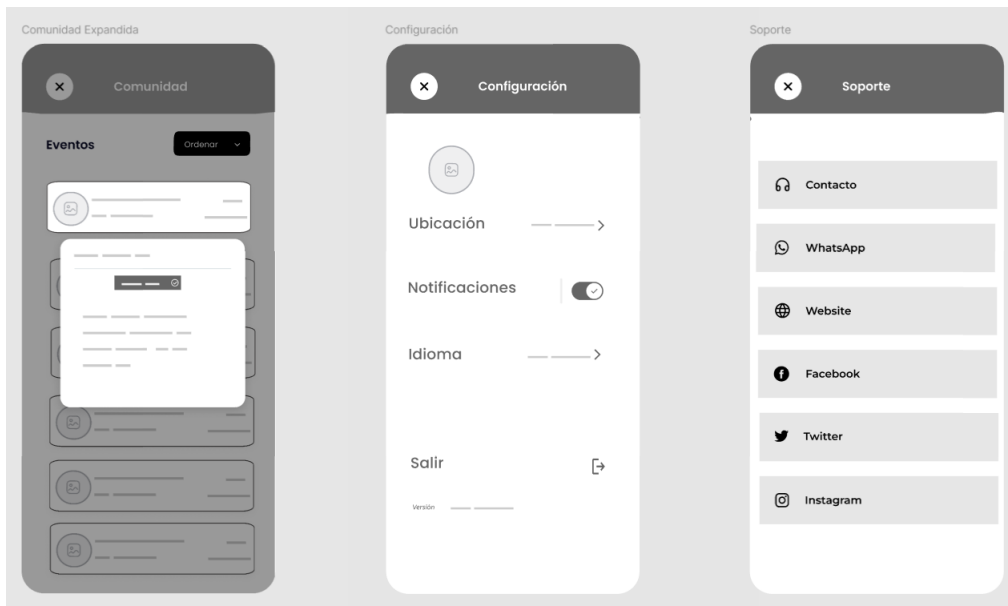 Comunidad Expandida
Comunidad
Eventos
Ordenar
Configuración
Configuración
Ubicación
Notificaciones
Idioma
Salir
Versión
Soporte
Soporte
Contacto
WhatsApp
Website
Facebook
Twitter
Instagram